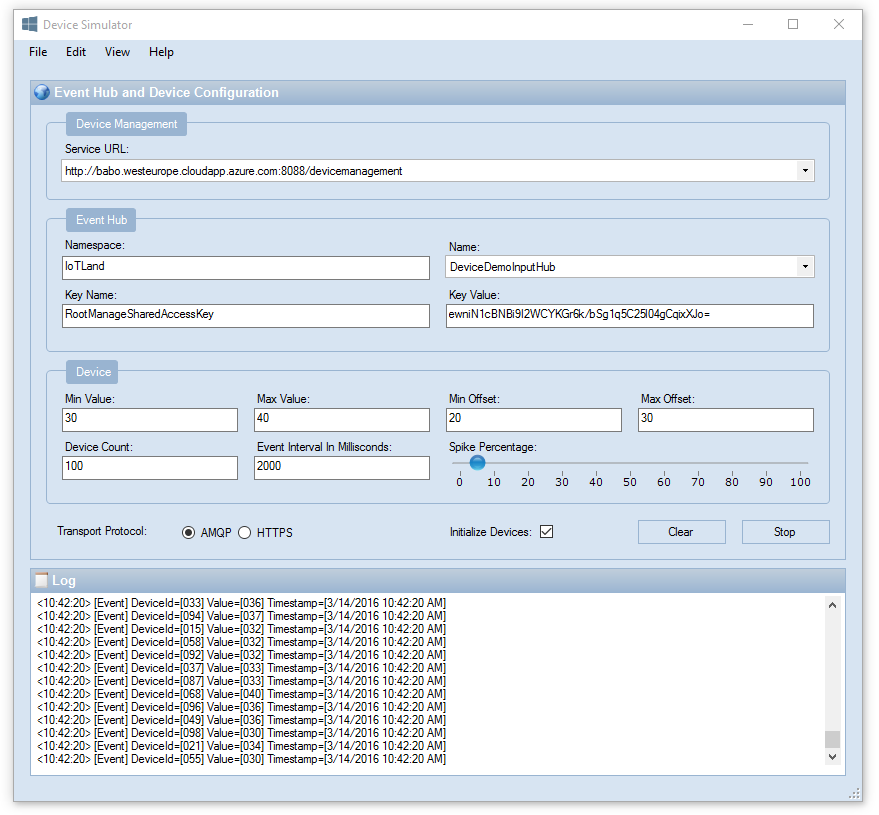 Device Simulator
File Edit View Help
Event Hub and Device Configuration
Device Management
Service URL:
http://babo.westeurope.cloudapp.azure.com:8088/devicemanagement
Event Hub
Namespace: Name:
IoTLand DeviceDemoInputHub
Key Name: Key Value:
RootManageSharedAccessKey ewniN1cBNBi9I2WCYKGr6k/bSg1q5C25I04gCqixXJo=
Device
Min Value: Max Value: Min Offset: Max Offset:
30 40 20 30
Device Count: Event Interval In Millisconds: Spike Percentage:
100 2000
0 10 20 30 40 50 60 70 80 90 100
Transport Protocol: AMQP HTTPS Initialize Devices: Clear Stop
Log
<10:42:20> [Event] DeviceId=[033] Value=[036] Timestamp=[3/14/2016 10:42:20 AM]
<10:42:20> [Event] DeviceId=[094] Value=[037] Timestamp=[3/14/2016 10:42:20 AM]
<10:42:20> [Event] DeviceId=[015] Value=[032] Timestamp=[3/14/2016 10:42:20 AM]
<10:42:20> [Event] DeviceId=[058] Value=[032] Timestamp=[3/14/2016 10:42:20 AM]
<10:42:20> [Event] DeviceId=[092] Value=[032] Timestamp=[3/14/2016 10:42:20 AM]
<10:42:20> [Event] DeviceId=[037] Value=[033] Timestamp=[3/14/2016 10:42:20 AM]
<10:42:20> [Event] DeviceId=[087] Value=[033] Timestamp=[3/14/2016 10:42:20 AM]
<10:42:20> [Event] DeviceId=[068] Value=[040] Timestamp=[3/14/2016 10:42:20 AM]
<10:42:20> [Event] DeviceId=[096] Value=[036] Timestamp=[3/14/2016 10:42:20 AM]
<10:42:20> [Event] DeviceId=[049] Value=[036] Timestamp=[3/14/2016 10:42:20 AM]
<10:42:20> [Event] DeviceId=[098] Value=[030] Timestamp=[3/14/2016 10:42:20 AM]
<10:42:20> [Event] DeviceId=[021] Value=[034] Timestamp=[3/14/2016 10:42:20 AM]
<10:42:20> [Event] DeviceId=[055] Value=[030] Timestamp=[3/14/2016 10:42:20 AM]